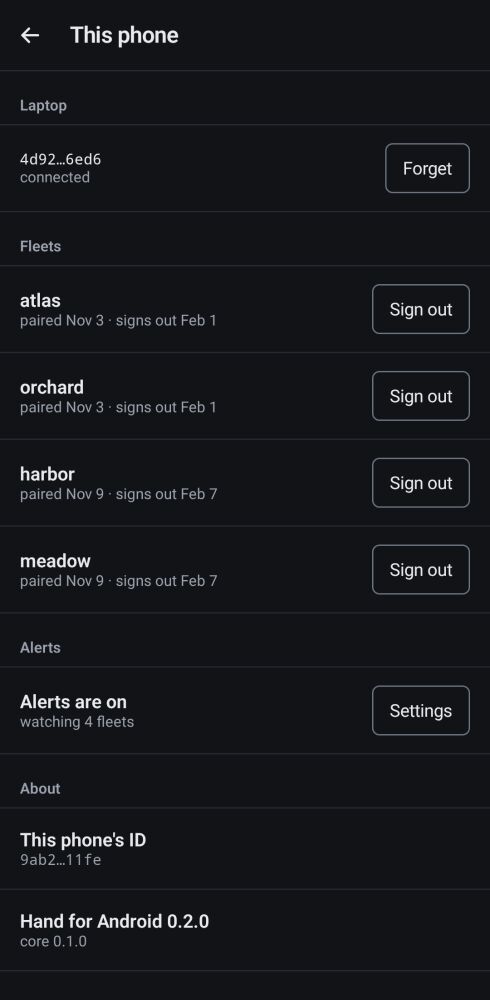 This phone
Laptop
4d92…6ed6
connected
Forget
Fleets
atlas
paired Nov 3 · signs out Feb 1
Sign out
orchard
paired Nov 3 · signs out Feb 1
Sign out
harbor
paired Nov 9 · signs out Feb 7
Sign out
meadow
paired Nov 9 · signs out Feb 7
Sign out
Alerts
Alerts are on
watching 4 fleets
Settings
About
This phone's ID
9ab2…11fe
Hand for Android 0.2.0
core 0.1.0